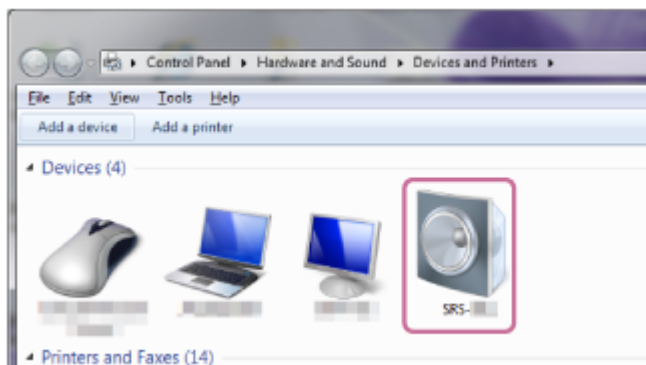 Control Panel ▸ Hardware and Sound ▸ Devices and Printers ▸
File Edit View Tools Help
Add a device Add a printer
Devices (4)
SRS-
Printers and Faxes (14)